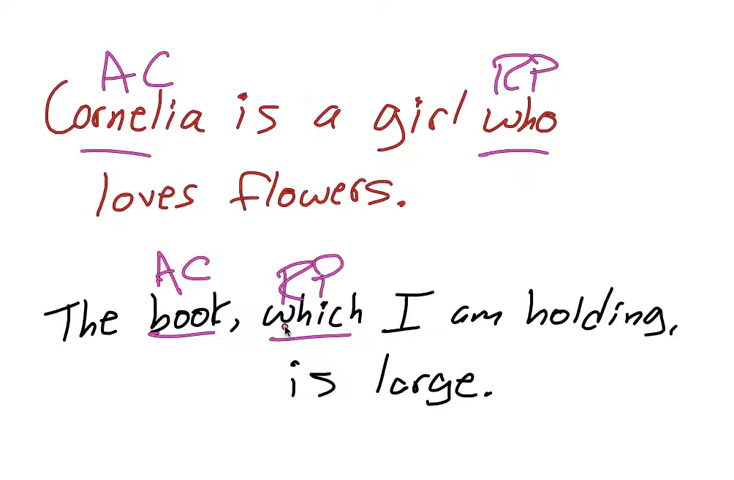 AC RP
Cornelia is a girl who
loves flowers.
AC RP
The book, which I am holding,
is large.